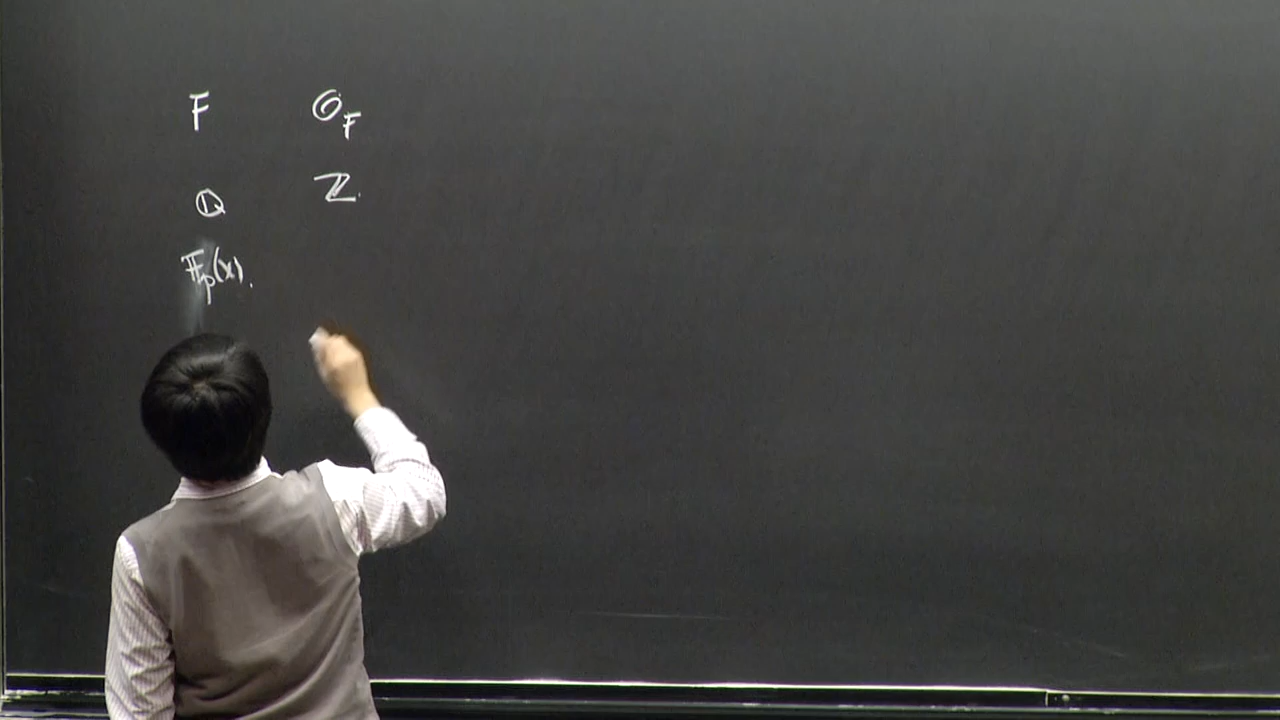 F 𝒪_F
ℚ ℤ.
𝔽_p(x).